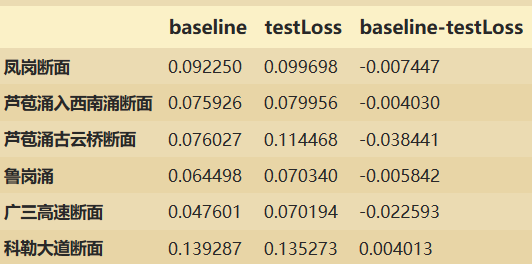 baseline testLoss baseline-testLoss
凤岗断面 0.092250 0.099698 -0.007447
芦苞涌入西南涌断面 0.075926 0.079956 -0.004030
芦苞涌古云桥断面 0.076027 0.114468 -0.038441
鲁岗涌 0.064498 0.070340 -0.005842
广三高速断面 0.047601 0.070194 -0.022593
科勒大道断面 0.139287 0.135273 0.004013